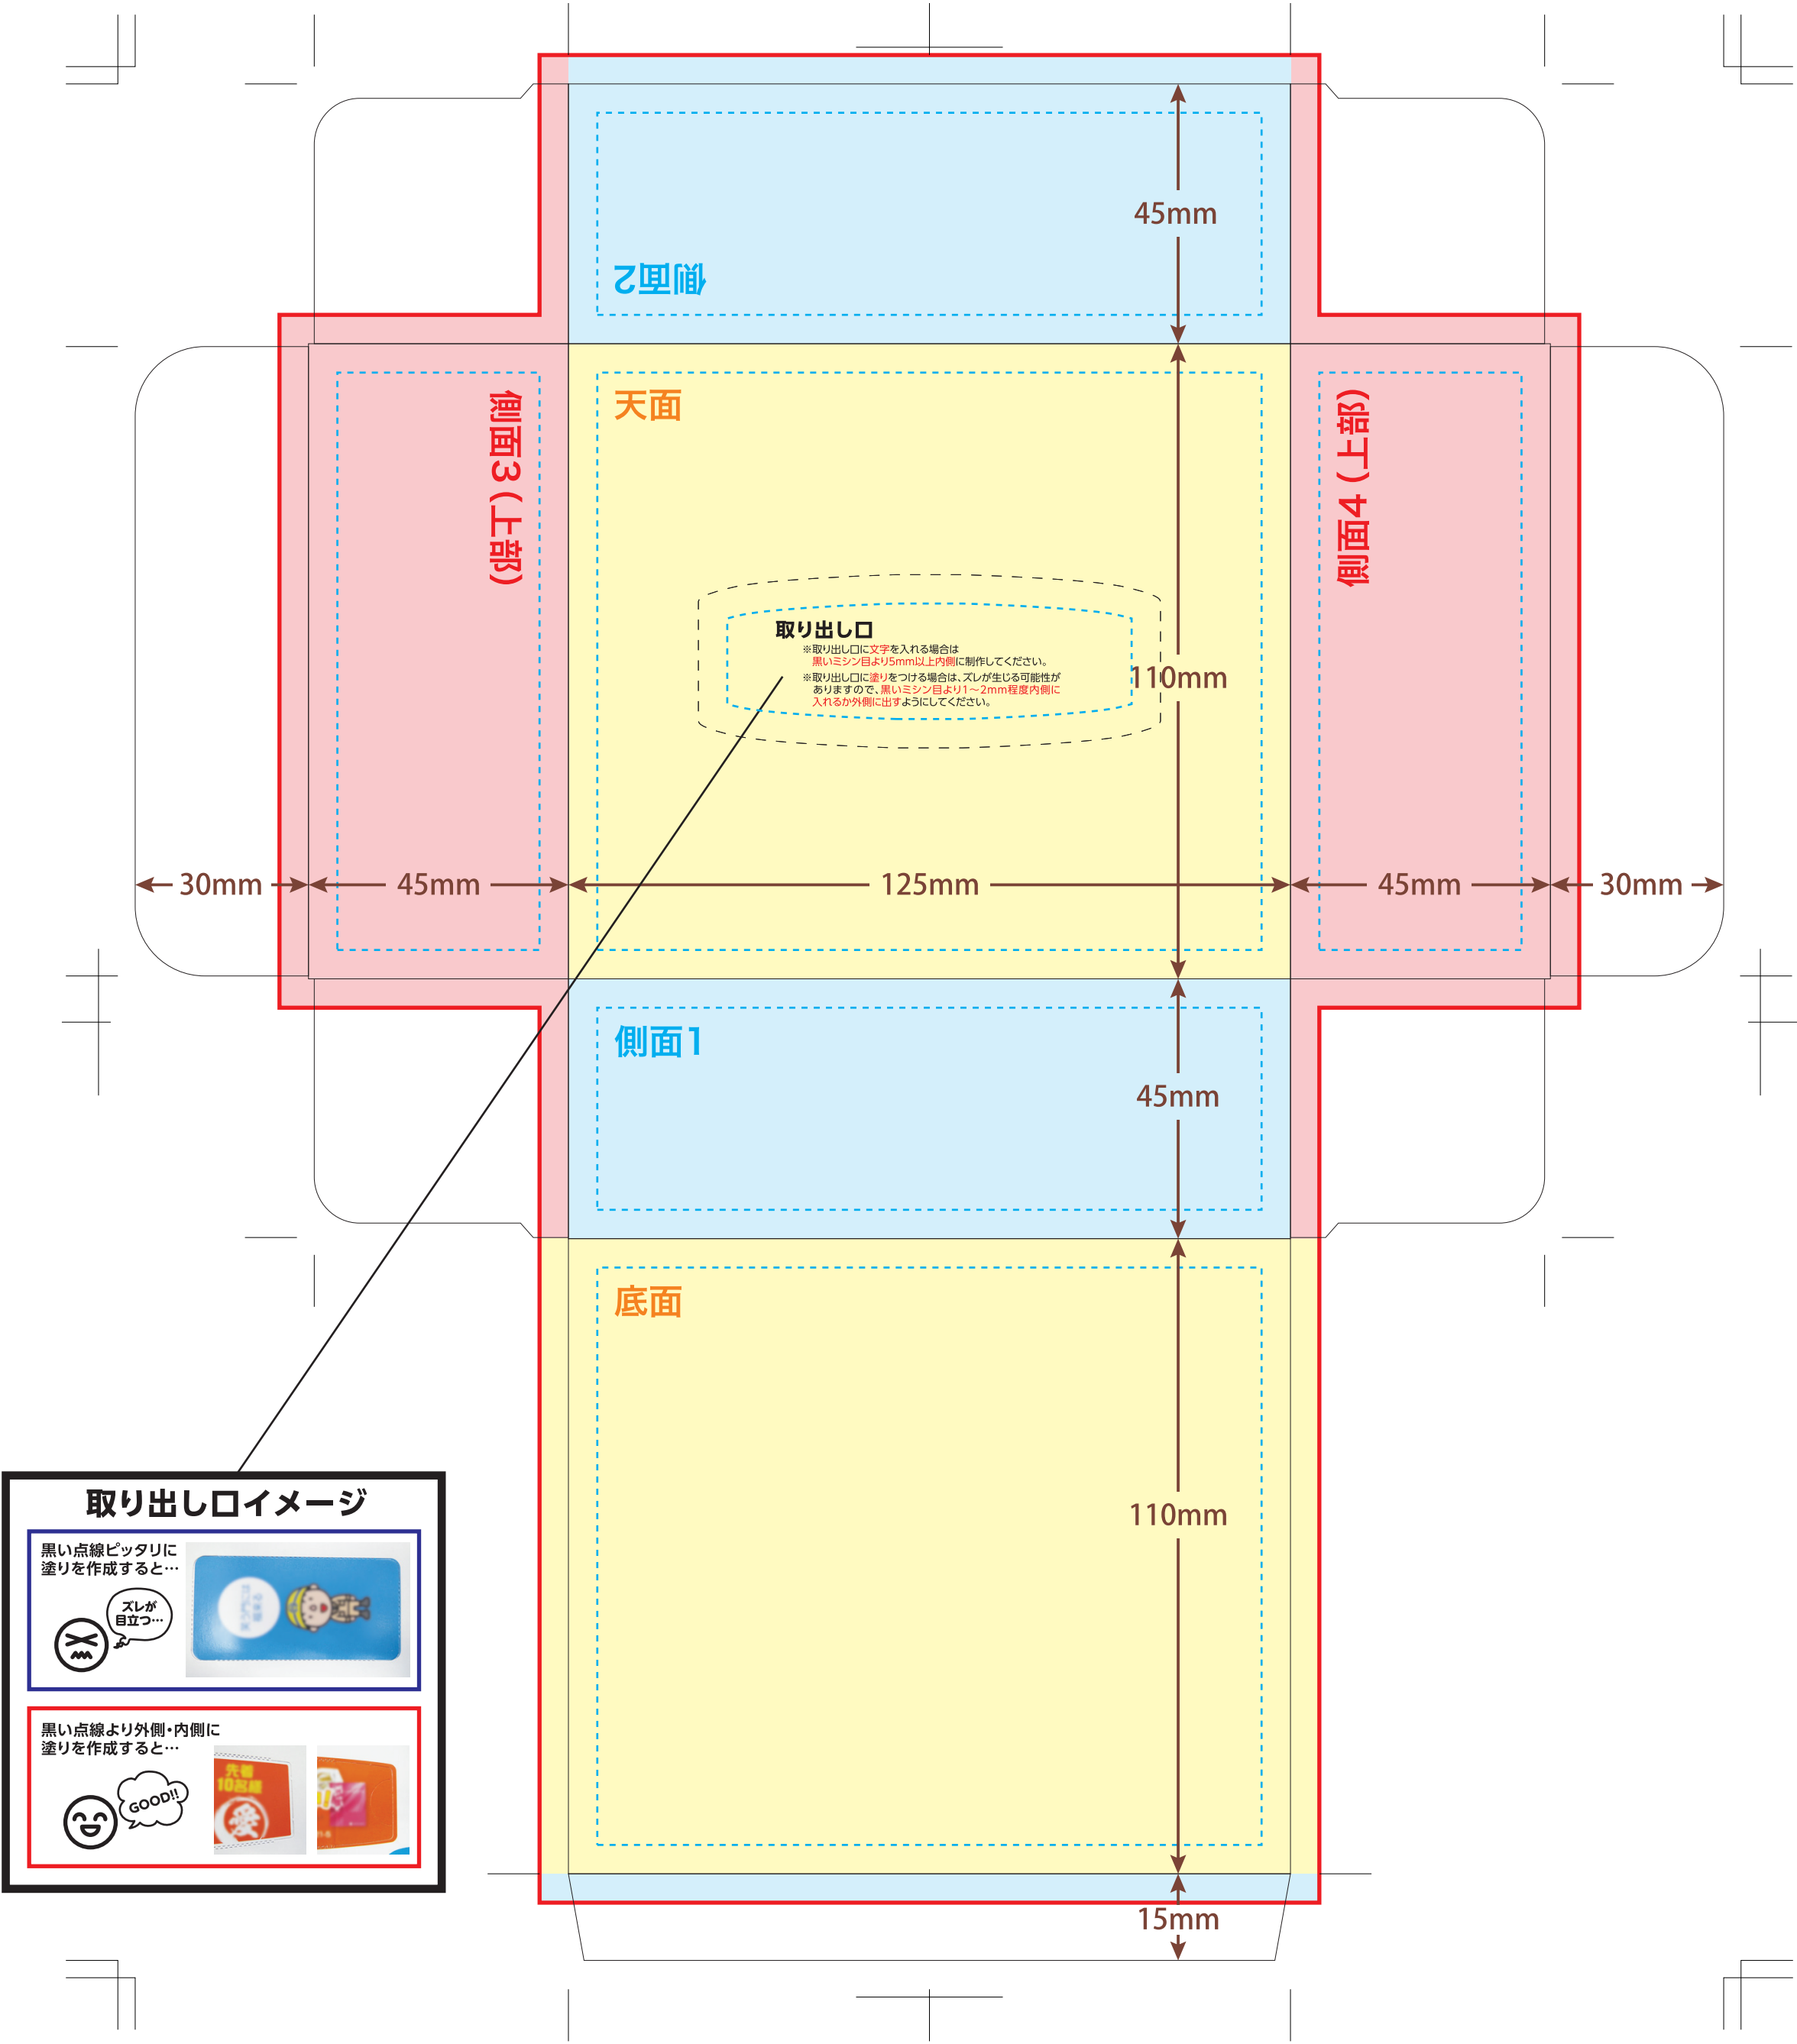 45mm
側面2
天面
側面3(上部)
側面4(上部)
取り出し口
※取り出し口に文字を入れる場合は
黒いミシン目より5mm以上内側に制作してください。
※取り出し口に塗りをつける場合は、ズレが生じる可能性が
ありますので、黒いミシン目より1〜2mm程度内側に
入れるか外側に出すようにしてください。
110mm
30mm
45mm
125mm
45mm
30mm
側面1
45mm
底面
110mm
15mm
取り出し口イメージ
黒い点線ピッタリに
塗りを作成すると…
ズレが
目立つ…
黒い点線より外側・内側に
塗りを作成すると…
GOOD!!
先着
10名様
愛